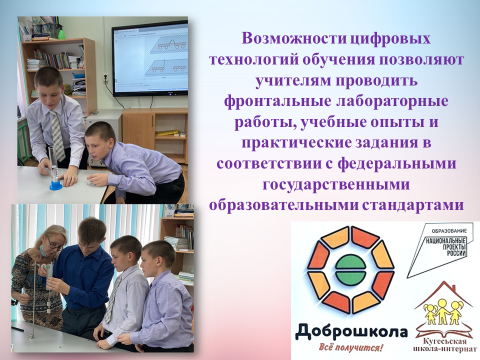 Возможности цифровых
технологий обучения позволяют
учителям проводить
фронтальные лабораторные
работы, учебные опыты и
практические задания в
соответствии с федеральными
государственными
образовательными стандартами
ОБРАЗОВАНИЕ
НАЦИОНАЛЬНЫЕ
ПРОЕКТЫ
РОССИИ
Доброшкола
Всё получится!
Кугесьская
школа-интернат